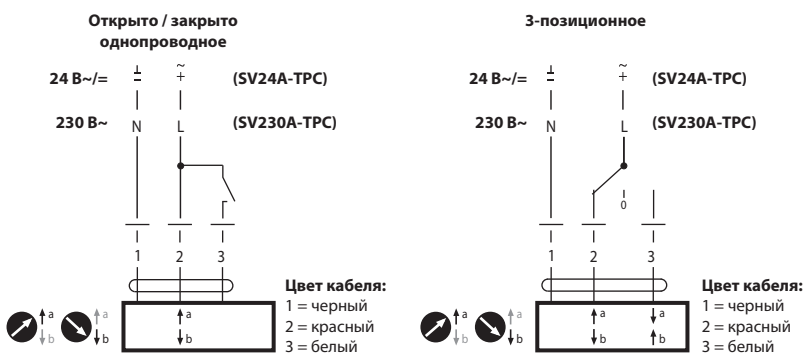 Открыто / закрыто
однопроводное
24 В~/= ~ + (SV24A-TPC)
230 В~ N L (SV230A-TPC)
1 2 3
Цвет кабеля:
1 = черный
2 = красный
3 = белый
a b a b a b
3-позиционное
24 В~/= ~ + (SV24A-TPC)
230 В~ N L (SV230A-TPC)
0
1 2 3
Цвет кабеля:
1 = черный
2 = красный
3 = белый
a b a b a b a b